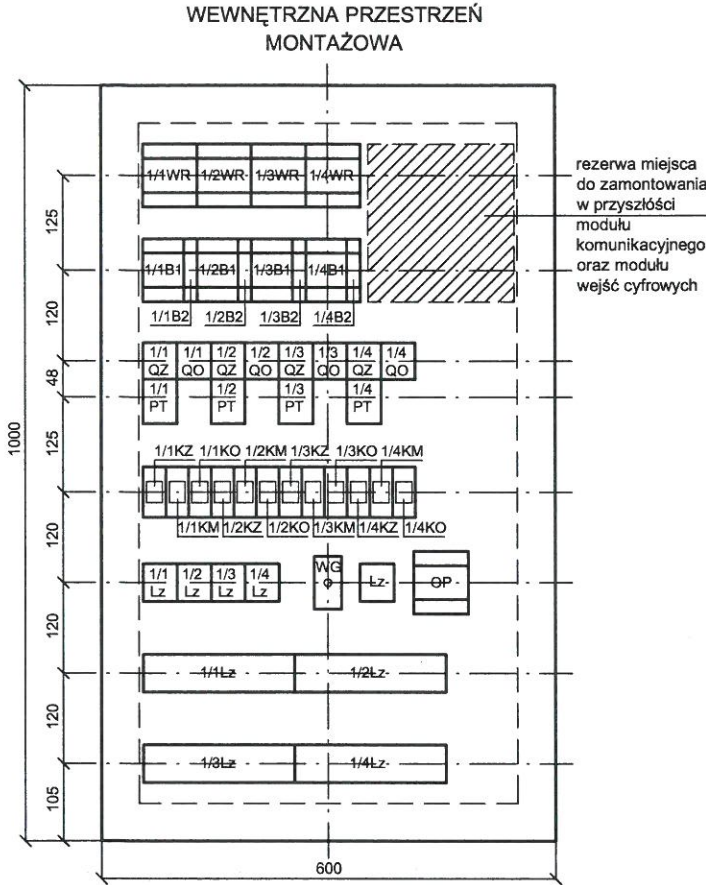 WEWNĘTRZNA PRZESTRZEŃ
MONTAŻOWA
1/1WR 1/2WR 1/3WR 1/4WR
rezerwa miejsca
do zamontowania
w przyszłości
modułu
komunikacyjnego
oraz modułu
wejść cyfrowych
125
1/1B1 1/2B1 1/3B1 1/4B1
1/1B2 1/2B2 1/3B2 1/4B2
120
1/1 1/1 1/2 1/2 1/3 1/3 1/4 1/4
QZ QO QZ QO QZ QO QZ QO
48
1/1 1/2 1/3 1/4
PT PT PT PT
125
1000
1/1KZ 1/1KO 1/2KM 1/3KZ 1/3KO 1/4KM
1/1KM 1/2KZ 1/2KO 1/3KM 1/4KZ 1/4KO
120
1/1 1/2 1/3 1/4
Lz Lz Lz Lz
WG
Lz
OP
120
1/1Lz 1/2Lz
120
1/3Lz 1/4Lz
105
600